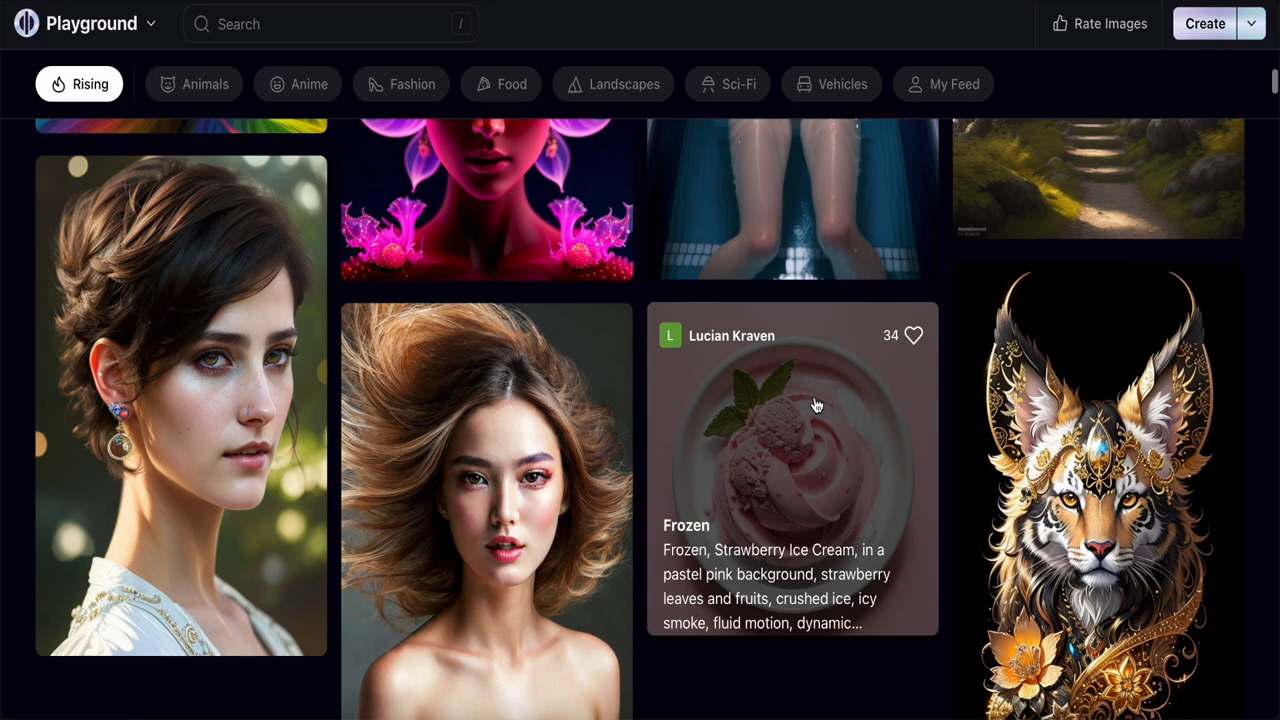 Playground
Search
/
Rate Images
Create
Rising
Animals
Anime
Fashion
Food
Landscapes
Sci-Fi
Vehicles
My Feed
L
Lucian Kraven
34
Frozen
Frozen, Strawberry Ice Cream, in a
pastel pink background, strawberry
leaves and fruits, crushed ice, icy
smoke, fluid motion, dynamic...